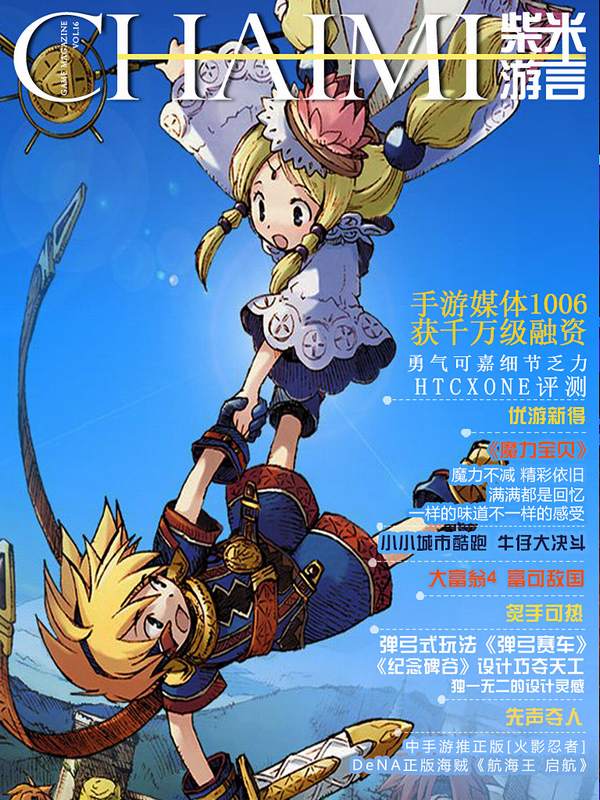 CHAIMI
GAME MAGAZINE
VOL.16
柴米
游言
手游媒体1006
获千万级融资
勇气可嘉细节乏力
HTCXONE评测
优游新得
《魔力宝贝》
魔力不减 精彩依旧
满满都是回忆
一样的味道不一样的感受
小小城市酷跑 牛仔大决斗
大富翁4 富可敌国
炙手可热
弹弓式玩法《弹弓赛车》
《纪念碑谷》设计巧夺天工
独一无二的设计灵感
先声夺人
中手游推正版[火影忍者]
DeNA正版海贼《航海王 启航》